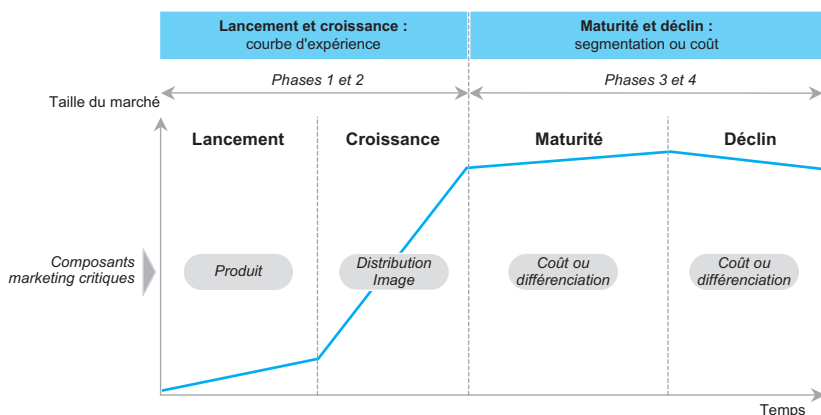 Lancement et croissance :
courbe d'expérience
Maturité et déclin :
segmentation ou coût
Phases 1 et 2
Phases 3 et 4
Taille du marché
Lancement
Croissance
Maturité
Déclin
Composants
marketing critiques
Produit
Distribution
Image
Coût ou
différenciation
Coût ou
différenciation
Temps